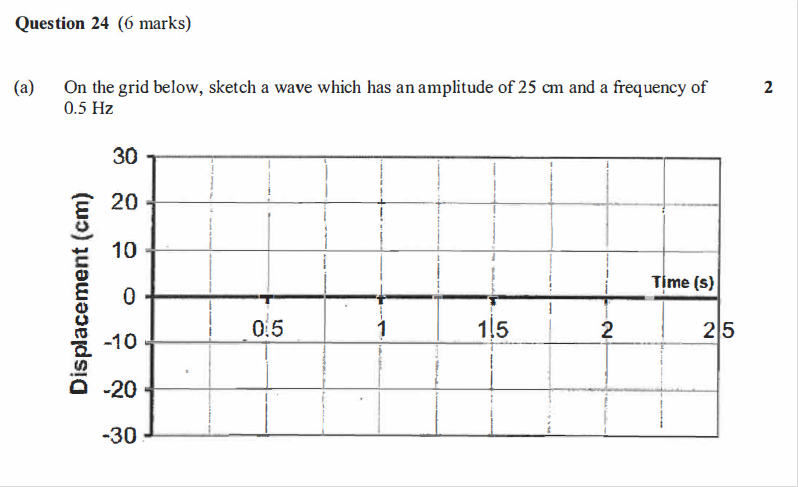 Question 24 (6 marks)
(a) On the grid below, sketch a wave which has an amplitude of 25 cm and a frequency of 2
0.5 Hz
30
20
10
0
-10
-20
-30
Displacement (cm)
Time (s)
0.5 1 1.5 2 2.5